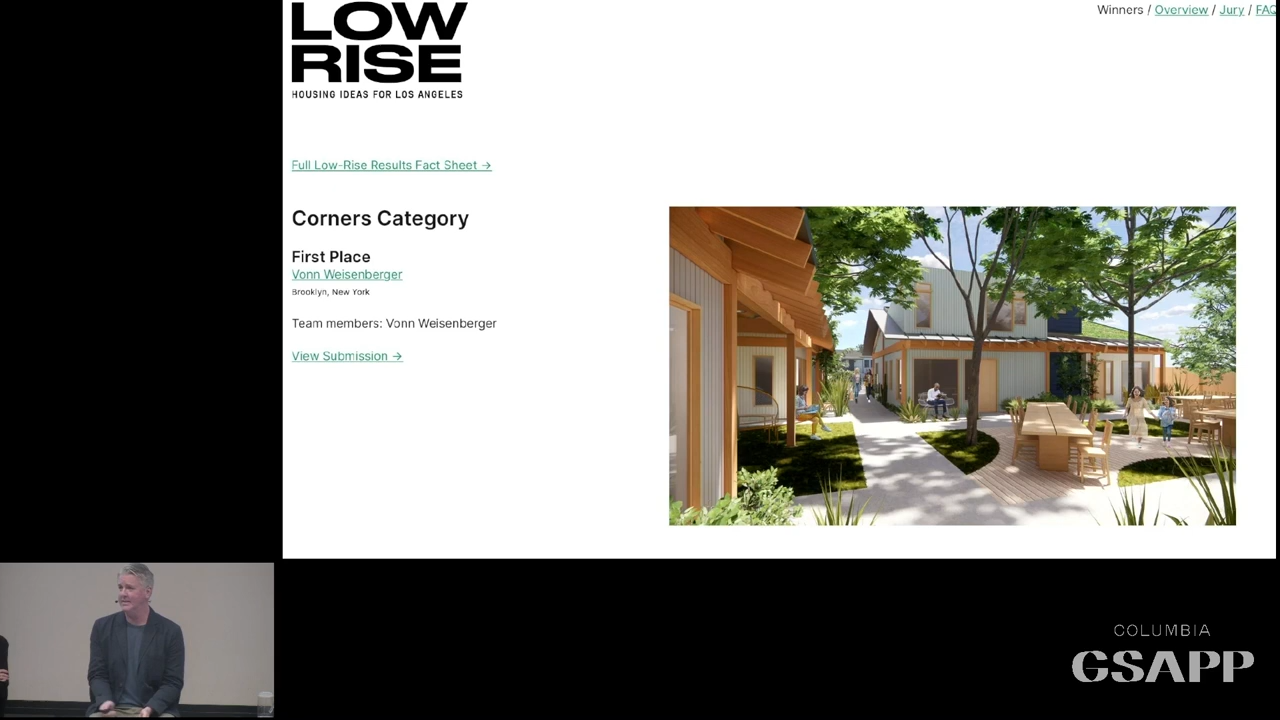 LOW
RISE
HOUSING IDEAS FOR LOS ANGELES
Winners / Overview / Jury / FAQ
Full Low-Rise Results Fact Sheet →
Corners Category
First Place
Vonn Weisenberger
Brooklyn, New York
Team members: Vonn Weisenberger
View Submission →
COLUMBIA
GSAPP